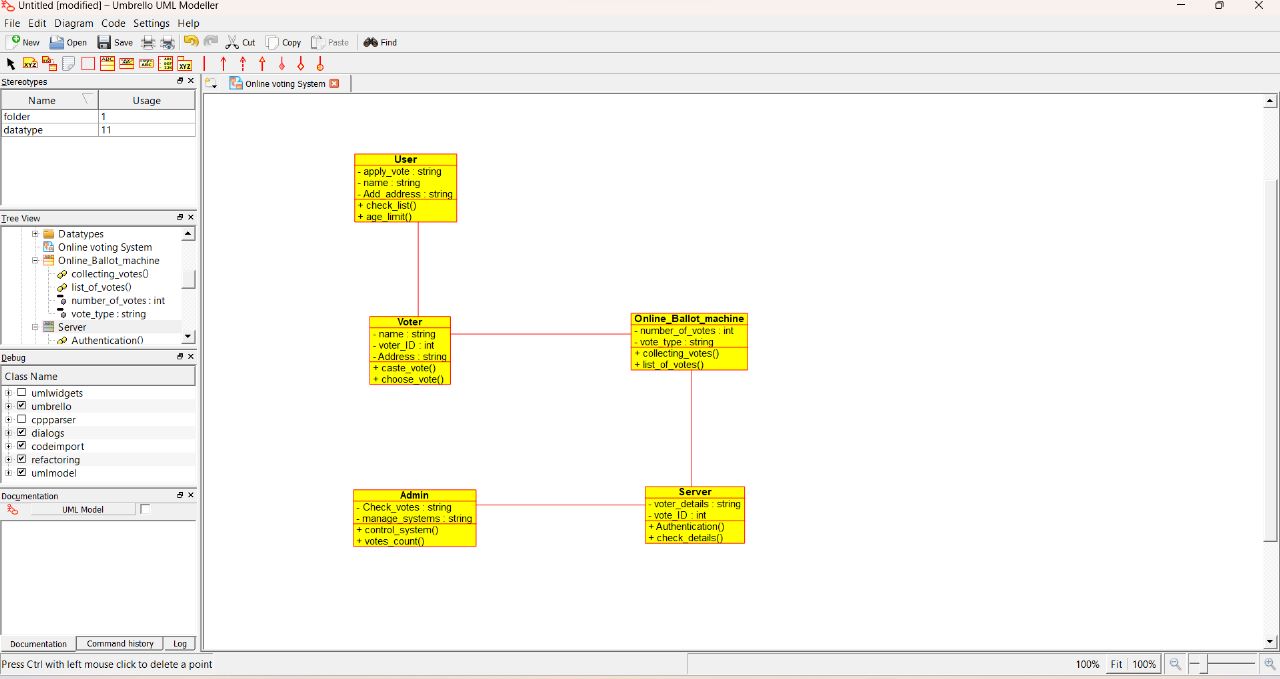 Untitled [modified] – Umbrello UML Modeller
File Edit Diagram Code Settings Help
New Open Save Cut Copy Paste Find
Stereotypes
Name Usage
folder 1
datatype 11
Tree View
Datatypes
Online voting System
Online_Ballot_machine
collecting_votes()
list_of_votes()
number_of_votes : int
vote_type : string
Server
Authentication()
Debug
Class Name
umlwidgets
umbrello
cppparser
dialogs
codeimport
refactoring
umlmodel
Documentation
UML Model
Documentation Command history Log
Online voting System
User
- apply_vote : string
- name : string
- Add_address : string
+ check_list()
+ age_limit()
Voter
- name : string
- voter_ID : int
- Address : string
+ caste_vote()
+ choose_vote()
Online_Ballot_machine
- number_of_votes : int
- vote_type : string
+ collecting_votes()
+ list_of_votes()
Admin
- Check_votes : string
- manage_systems : string
+ control_system()
+ votes_count()
Server
- voter_details : string
- vote_ID : int
+ Authentication()
+ check_details()
Press Ctrl with left mouse click to delete a point
100% Fit 100%